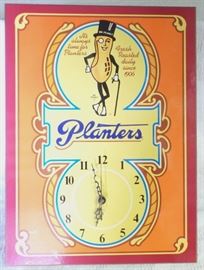 It's
always
time for
Planters
Fresh
Roasted
daily
since
1906
Planters
12
11
1
10
2
9
3
8
4
7
5
6